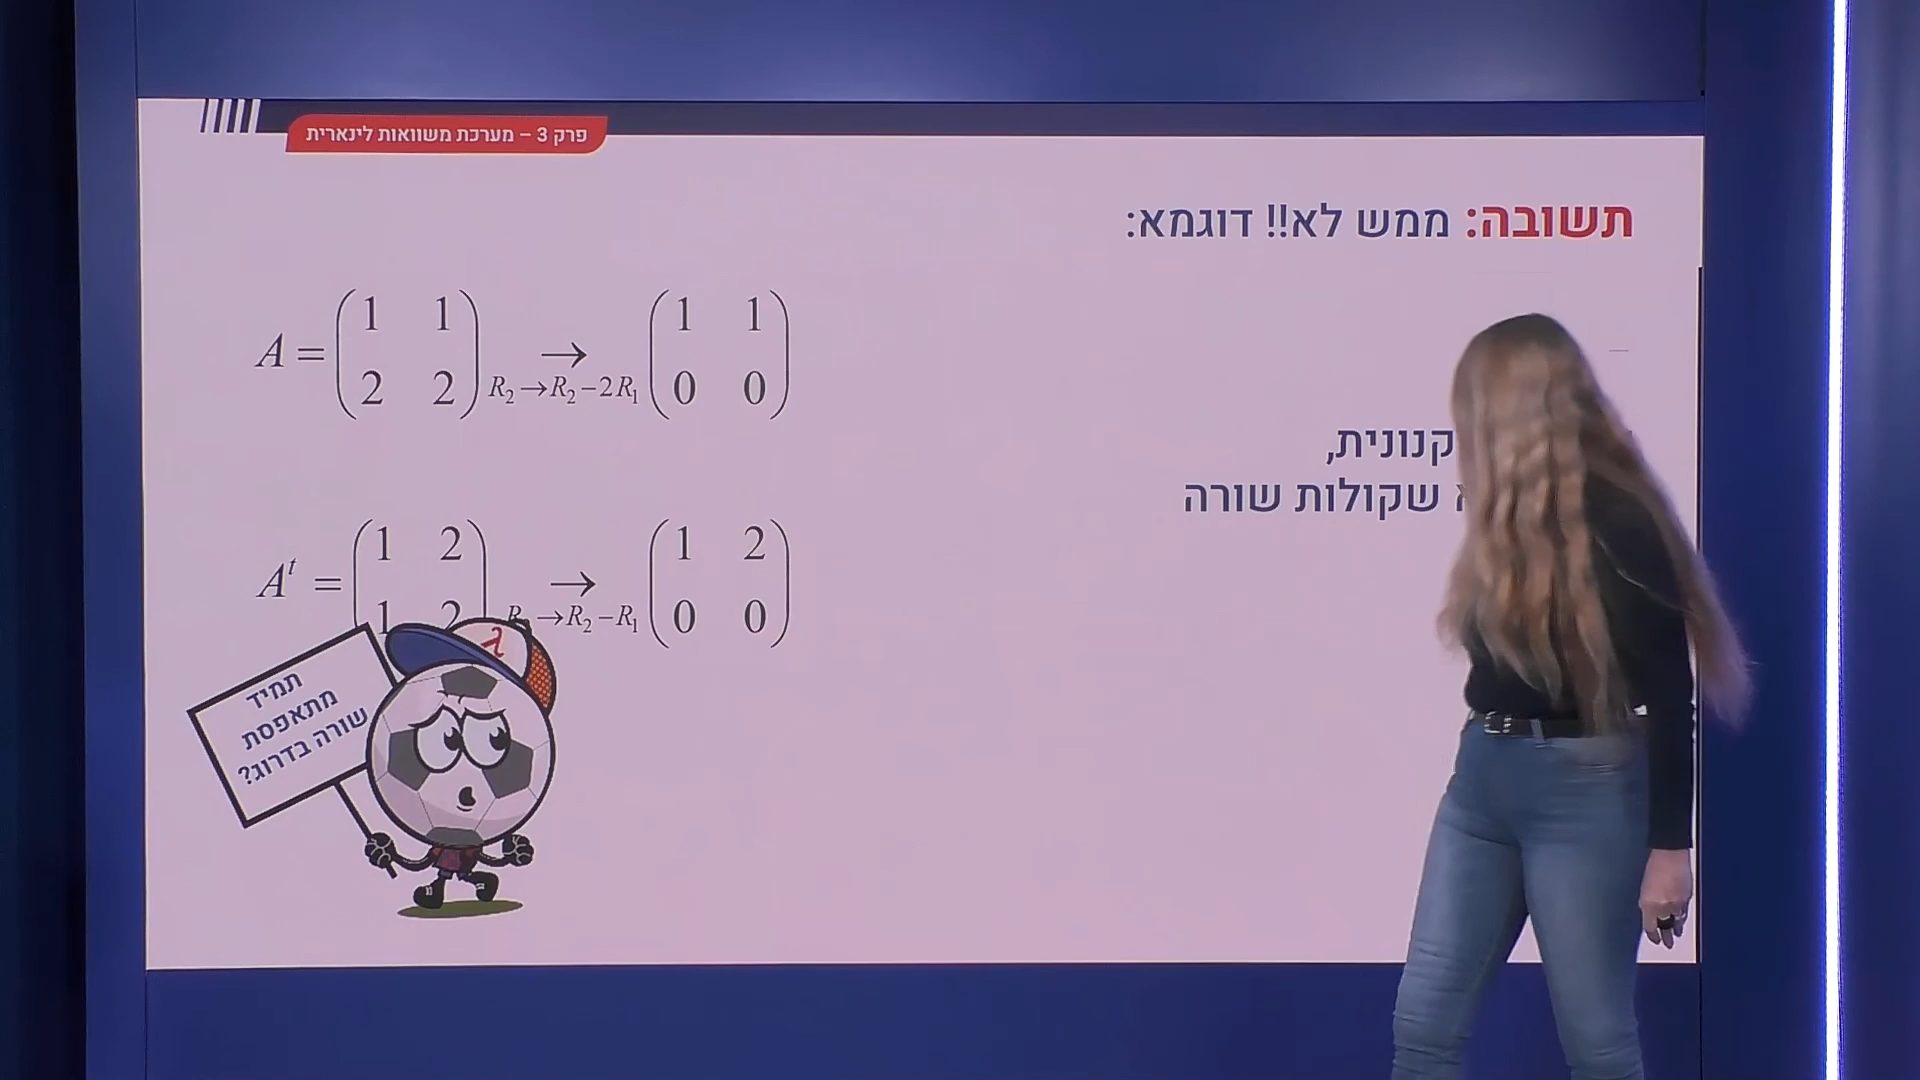 פרק 3 – מערכת משוואות לינארית
תשובה: ממש לא!! דוגמא:
A = (1 1; 2 2) → R₂→R₂−2R₁ (1 1; 0 0)
קנונית,
שקולות שורה
Aᵗ = (1 2; 1 2) → R₂→R₂−R₁ (1 2; 0 0)
λ
תמיד
מתאפסת
שורה בדרוג?